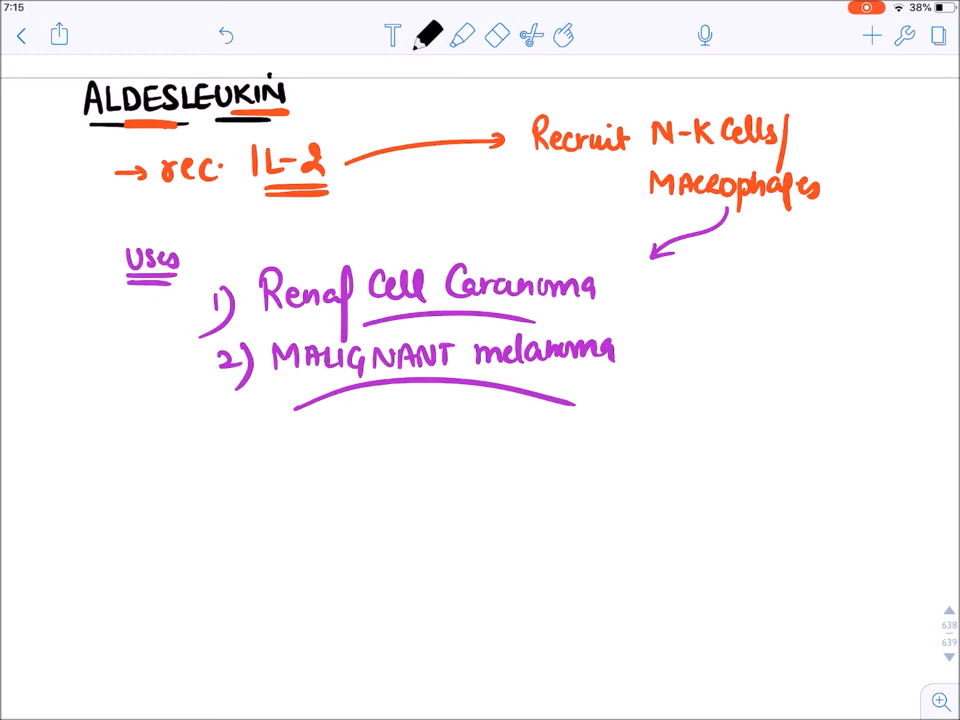 7:15
38%
ALDESLEUKIN
→ rec. IL-2 → Recruit N-K Cells/
Macrophages
Uses
1) Renal Cell Carcinoma
2) MALIGNANT melanoma
638
639